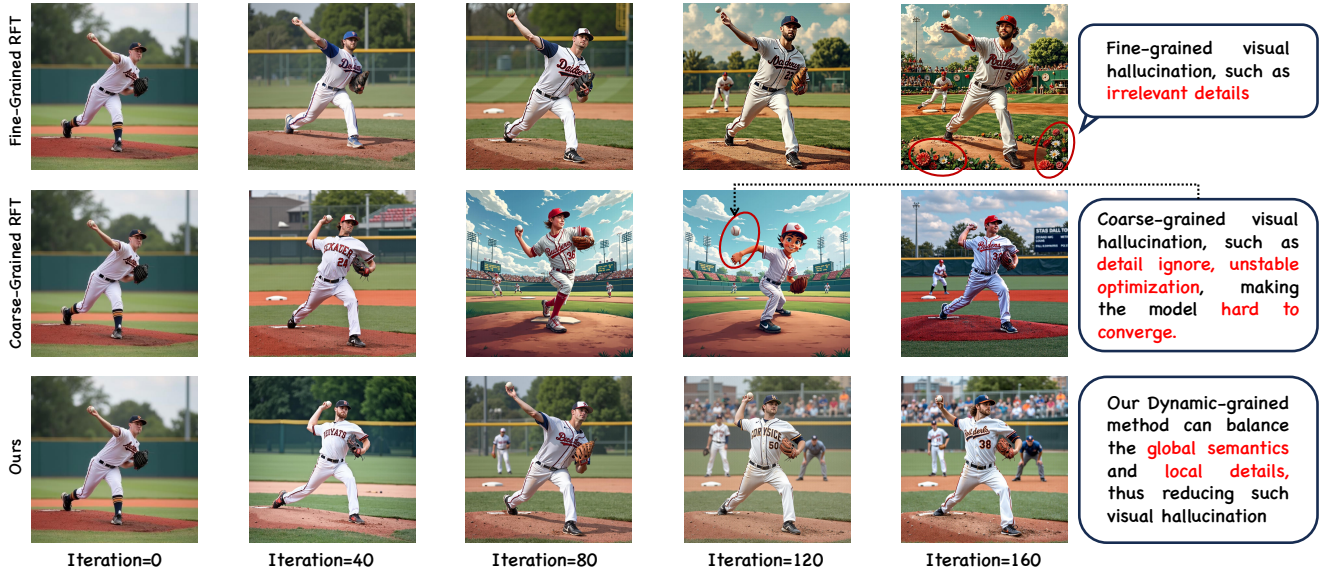 Fine-Grained RFT
Fine-grained visual
hallucination, such as
irrelevant details
Coarse-Grained RFT
Coarse-grained visual
hallucination, such as
detail ignore, unstable
optimization, making
the model hard to
converge.
Ours
Our Dynamic-grained
method can balance
the global semantics
and local details,
thus reducing such
visual hallucination
24
50
38
Iteration=0
Iteration=40
Iteration=80
Iteration=120
Iteration=160